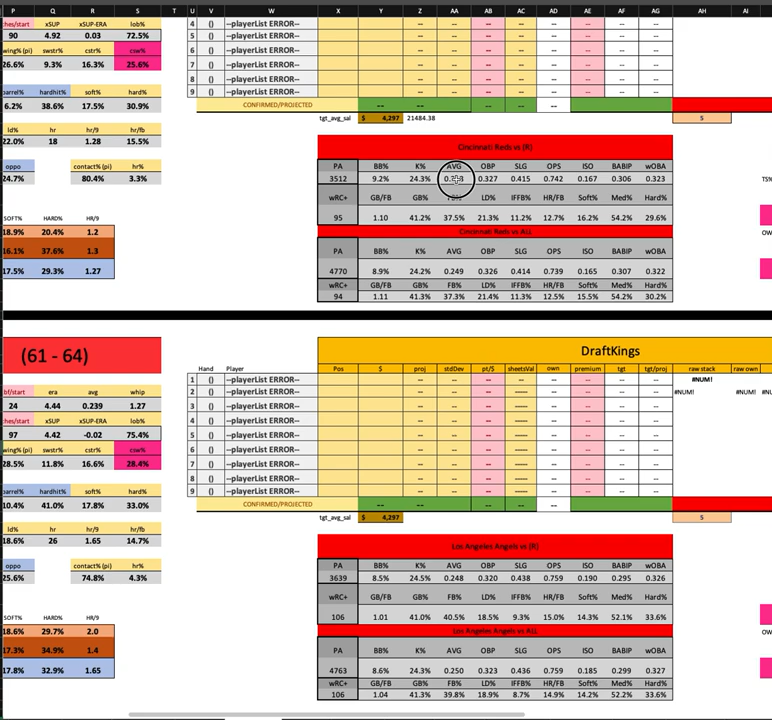 P Q R S T U V W X Y Z AA AB AC AD AE AF AG AH AI AJ
hes/start xSUP xSUP-ERA lob%
90 4.92 0.03 72.5%
wing% (pi) swstr% cstr% csw%
26.6% 9.3% 16.3% 25.6%
barrel% hardhit% soft% hard%
6.2% 38.6% 17.5% 30.9%
ld% hr hr/9 hr/fb
22.0% 18 1.28 15.5%
oppo contact% (pi) hr%
24.7% 80.4% 3.3%
SOFT% HARD% HR/9
18.9% 20.4% 1.2
16.1% 37.6% 1.3
17.5% 29.3% 1.27
4 () --playerList ERROR-- -- -- -- -- -- -- -- -- --
5 () --playerList ERROR-- -- -- -- -- -- -- -- -- --
6 () --playerList ERROR-- -- -- -- -- -- -- -- -- --
7 () --playerList ERROR-- -- -- -- -- -- -- -- -- --
8 () --playerList ERROR-- -- -- -- -- -- -- -- -- --
9 () --playerList ERROR-- -- -- -- -- -- -- -- -- --
CONFIRMED/PROJECTED -- -- -- -- --
tgt_avg_sal $ 4,297 21484.38 5
Cincinnati Reds vs (R)
PA BB% K% AVG OBP SLG OPS ISO BABIP wOBA
3512 9.2% 24.3% 0.327 0.415 0.742 0.167 0.306 0.323
wRC+ GB/FB GB% FB% LD% IFFB% HR/FB Soft% Med% Hard%
95 1.10 41.2% 37.5% 21.3% 11.2% 12.7% 16.2% 54.2% 29.6%
Cincinnati Reds vs ALL
PA BB% K% AVG OBP SLG OPS ISO BABIP wOBA
4770 8.9% 24.2% 0.249 0.326 0.414 0.739 0.165 0.307 0.322
wRC+ GB/FB GB% FB% LD% IFFB% HR/FB Soft% Med% Hard%
94 1.11 41.3% 37.3% 21.4% 11.3% 12.5% 15.5% 54.2% 30.2%
TS%
OW
(61 - 64)
bf/start era avg whip
24 4.44 0.239 1.27
hes/start xSUP xSUP-ERA lob%
97 4.42 -0.02 75.4%
wing% (pi) swstr% cstr% csw%
28.5% 11.8% 16.6% 28.4%
barrel% hardhit% soft% hard%
10.4% 41.0% 17.8% 33.0%
ld% hr hr/9 hr/fb
18.6% 26 1.65 14.7%
oppo contact% (pi) hr%
25.6% 74.8% 4.3%
SOFT% HARD% HR/9
18.6% 29.7% 2.0
17.3% 34.9% 1.4
17.8% 32.9% 1.65
DraftKings
Hand Player Pos $ proj stdDev pt/$ sheetsVal own premium tgt tgt/proj raw stack raw own
1 () --playerList ERROR-- -- -- -- -- -- -- -- -- #NUM!
2 () --playerList ERROR-- -- -- -- ----- -- -- -- -- #NUM! #NUM! #NU
3 () --playerList ERROR-- -- -- -- ----- -- -- -- --
4 () --playerList ERROR-- -- -- -- ----- -- -- -- --
5 () --playerList ERROR-- -- -- -- ----- -- -- -- --
6 () --playerList ERROR-- -- -- -- ----- -- -- -- --
7 () --playerList ERROR-- -- -- -- ----- -- -- -- --
8 () --playerList ERROR-- -- -- -- ----- -- -- -- --
9 () --playerList ERROR-- -- -- -- ----- -- -- -- --
CONFIRMED/PROJECTED -- -- -- -- --
tgt_avg_sal $ 4,297 5
Los Angeles Angels vs (R)
PA BB% K% AVG OBP SLG OPS ISO BABIP wOBA
3639 8.5% 24.5% 0.248 0.320 0.438 0.759 0.190 0.295 0.326
wRC+ GB/FB GB% FB% LD% IFFB% HR/FB Soft% Med% Hard%
106 1.01 41.0% 40.5% 18.5% 9.3% 15.0% 14.3% 52.1% 33.6%
Los Angeles Angels vs ALL
PA BB% K% AVG OBP SLG OPS ISO BABIP wOBA
4763 8.6% 24.4% 0.250 0.323 0.436 0.759 0.185 0.299 0.327
wRC+ GB/FB GB% FB% LD% IFFB% HR/FB Soft% Med% Hard%
106 1.04 41.3% 39.8% 18.9% 8.7% 14.9% 14.2% 52.2% 33.6%
OW